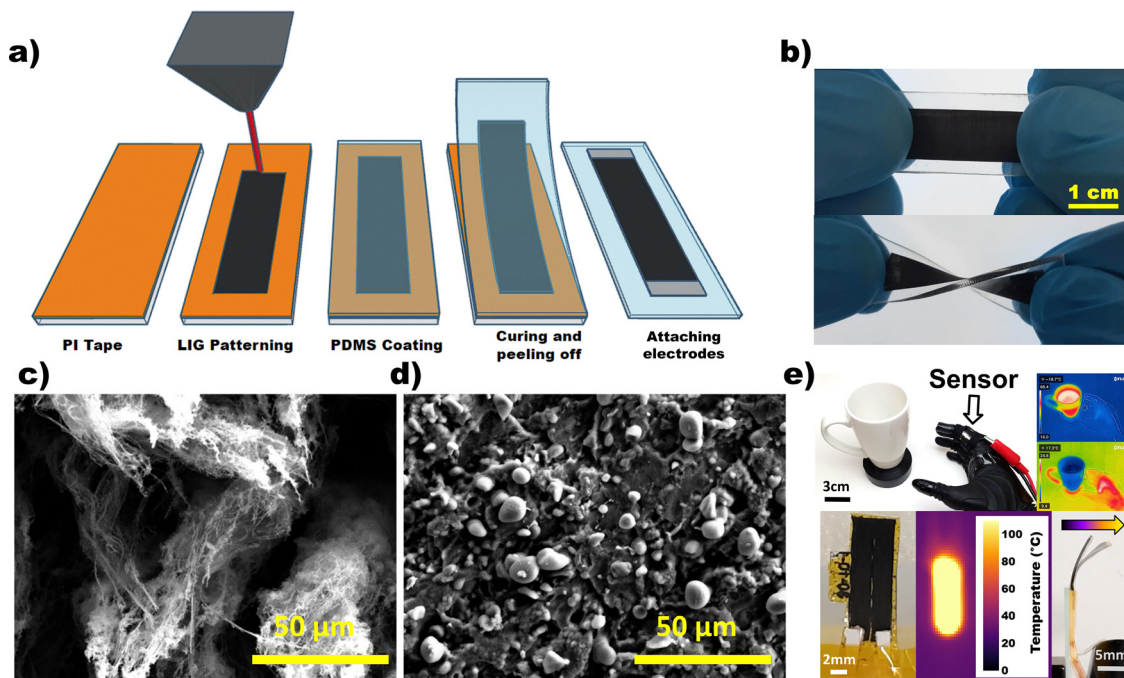 a)
PI Tape
LIG Patterning
PDMS Coating
Curing and
peeling off
Attaching
electrodes
b)
1 cm
c)
50 μm
d)
50 μm
e)
Sensor
3cm
2mm
100
80
60
40
20
0
Temperature (°C)
5mm